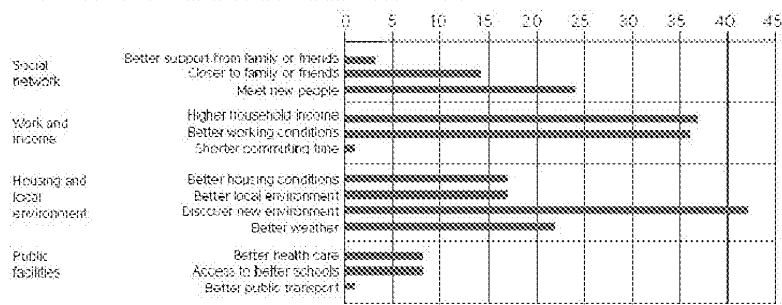 0 5 10 15 20 25 30 35 40 45
Social
network
Better support from family or friends
Closer to family or friends
Meet new people
Work and
income
Higher household income
Better working conditions
Shorter commuting time
Housing and
local
environment
Better housing conditions
Better local environment
Discover new environment
Better weather
Public
facilities
Better health care
Access to better schools
Better public transport